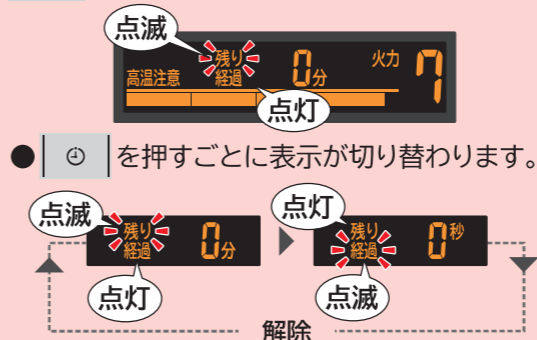 点滅
高温注意 残り 経過 0分 火力 7
点灯
● を押すごとに表示が切り替わります。
点滅 点灯
残り 経過 0分 残り 経過 0秒
点灯 点滅
解除